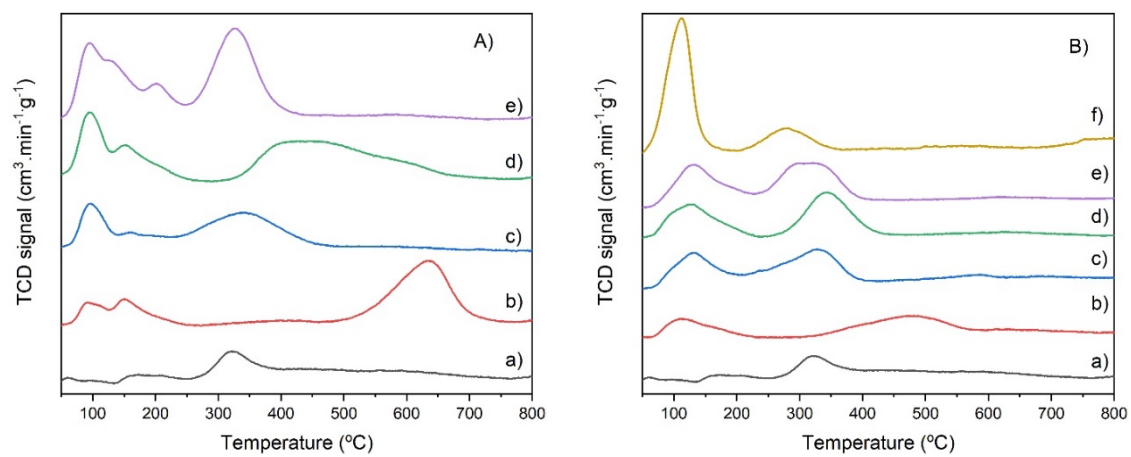 A)
e)
d)
c)
b)
a)
TCD signal (cm³.min⁻¹·g⁻¹)
100 200 300 400 500 600 700 800
Temperature (ºC)
B)
f)
e)
d)
c)
b)
a)
TCD signal (cm³.min⁻¹·g⁻¹)
100 200 300 400 500 600 700 800
Temperature (ºC)